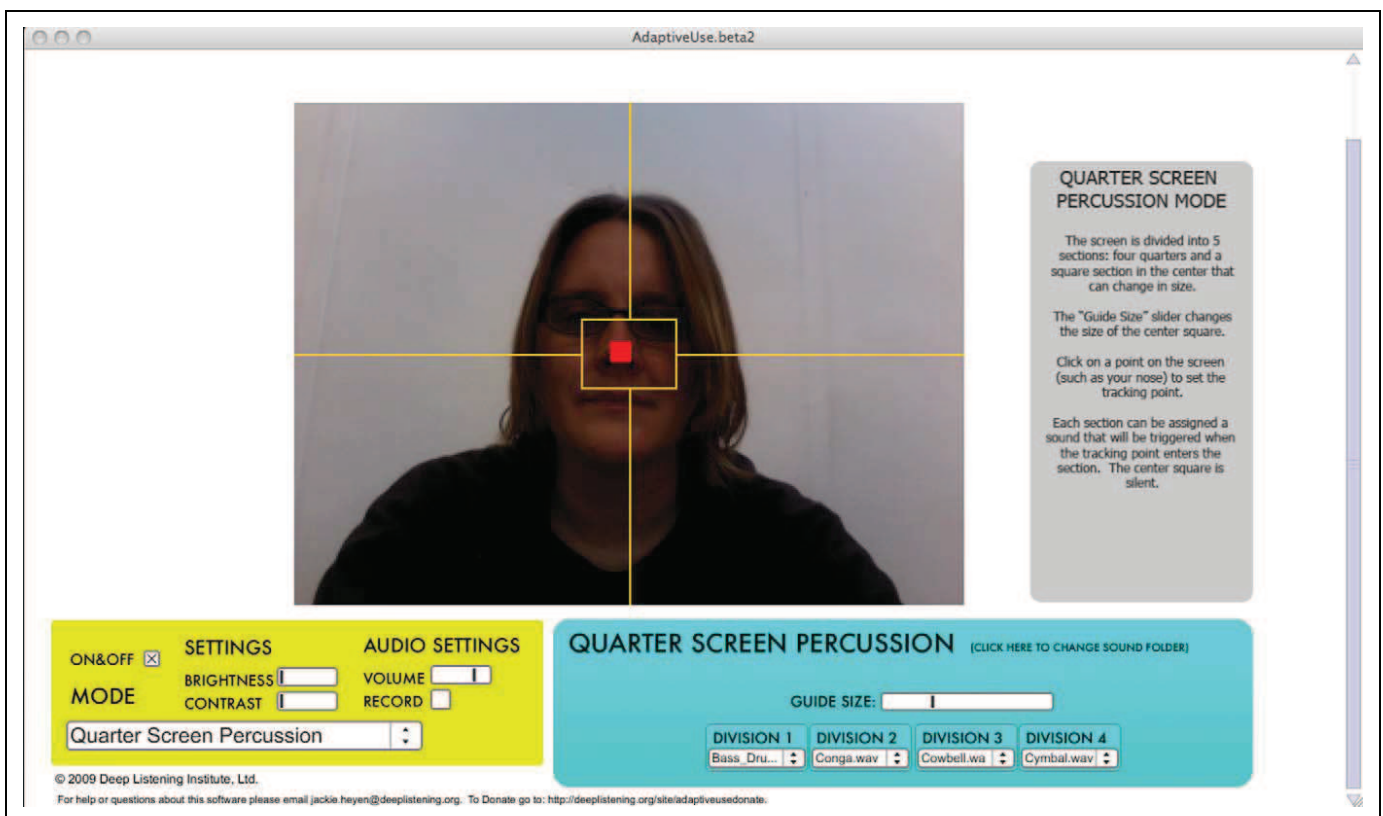 AdaptiveUse.beta2
QUARTER SCREEN
PERCUSSION MODE
The screen is divided into 5
sections: four quarters and a
square section in the center that
can change in size.
The "Guide Size" slider changes
the size of the center square.
Click on a point on the screen
(such as your nose) to set the
tracking point.
Each section can be assigned a
sound that will be triggered when
the tracking point enters the
section. The center square is
silent.
ON&OFF
SETTINGS
BRIGHTNESS
CONTRAST
AUDIO SETTINGS
VOLUME
RECORD
MODE
Quarter Screen Percussion
QUARTER SCREEN PERCUSSION (CLICK HERE TO CHANGE SOUND FOLDER)
GUIDE SIZE:
DIVISION 1 DIVISION 2 DIVISION 3 DIVISION 4
Bass_Dru... Conga.wav Cowbell.wa Cymbal.wav
© 2009 Deep Listening Institute, Ltd.
For help or questions about this software please email jackie.heyen@deeplistening.org. To Donate go to: http://deeplistening.org/site/adaptiveusedonate.